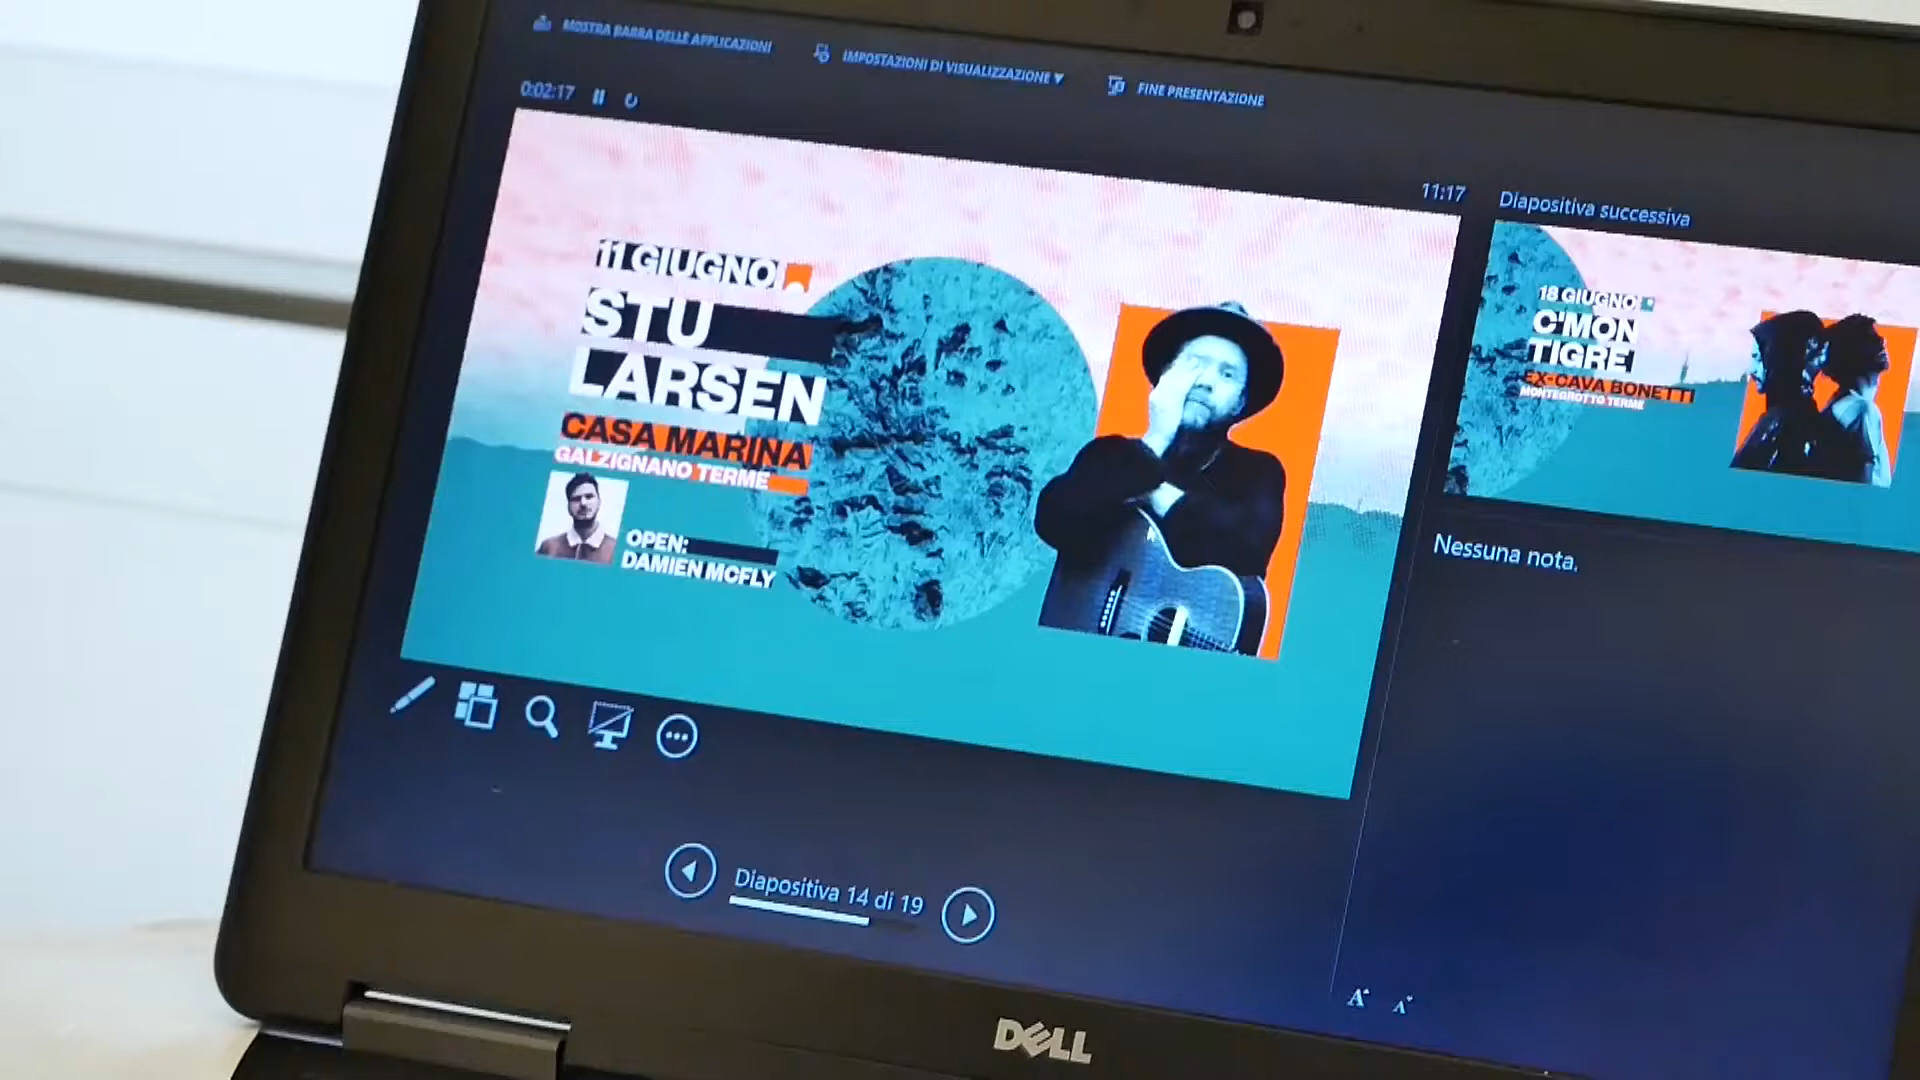 MOSTRA BARRA DELLE APPLICAZIONI
IMPOSTAZIONI DI VISUALIZZAZIONE ▼
FINE PRESENTAZIONE
0:02:17
11:17
11 GIUGNO
STU
LARSEN
CASA MARINA
GALZIGNANO TERME
OPEN:
DAMIEN MCFLY
Diapositiva successiva
18 GIUGNO
C'MON
TIGRE
EX-CAVA BONETTI
MONTEGROTTO TERME
Nessuna nota.
Diapositiva 14 di 19
A A
DELL